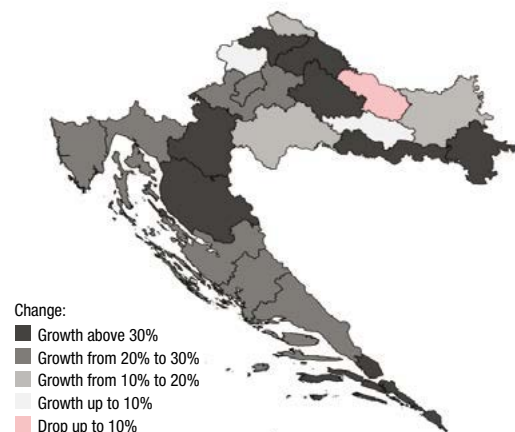 Change:
Growth above 30%
Growth from 20% to 30%
Growth from 10% to 20%
Growth up to 10%
Drop up to 10%